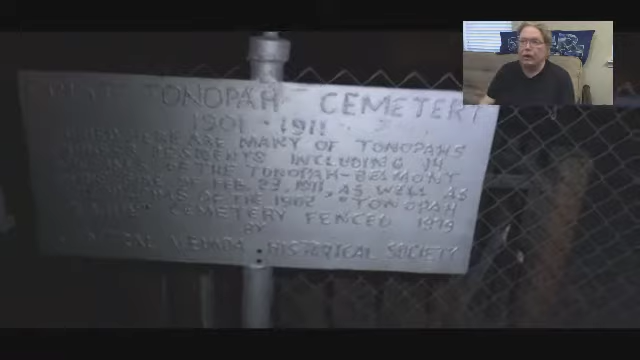 TONOPAH CEMETERY
1901 - 1911
ARE MANY OF TONOPAHS
RESIDENTS INCLUDING 14
OF THE TONOPAH-BELMONT
OF FEB. 23, 1911, AS WELL AS
OF THE 1902 "TONOPAH
" CEMETERY FENCED 1979
BY
NEVADA HISTORICAL SOCIETY